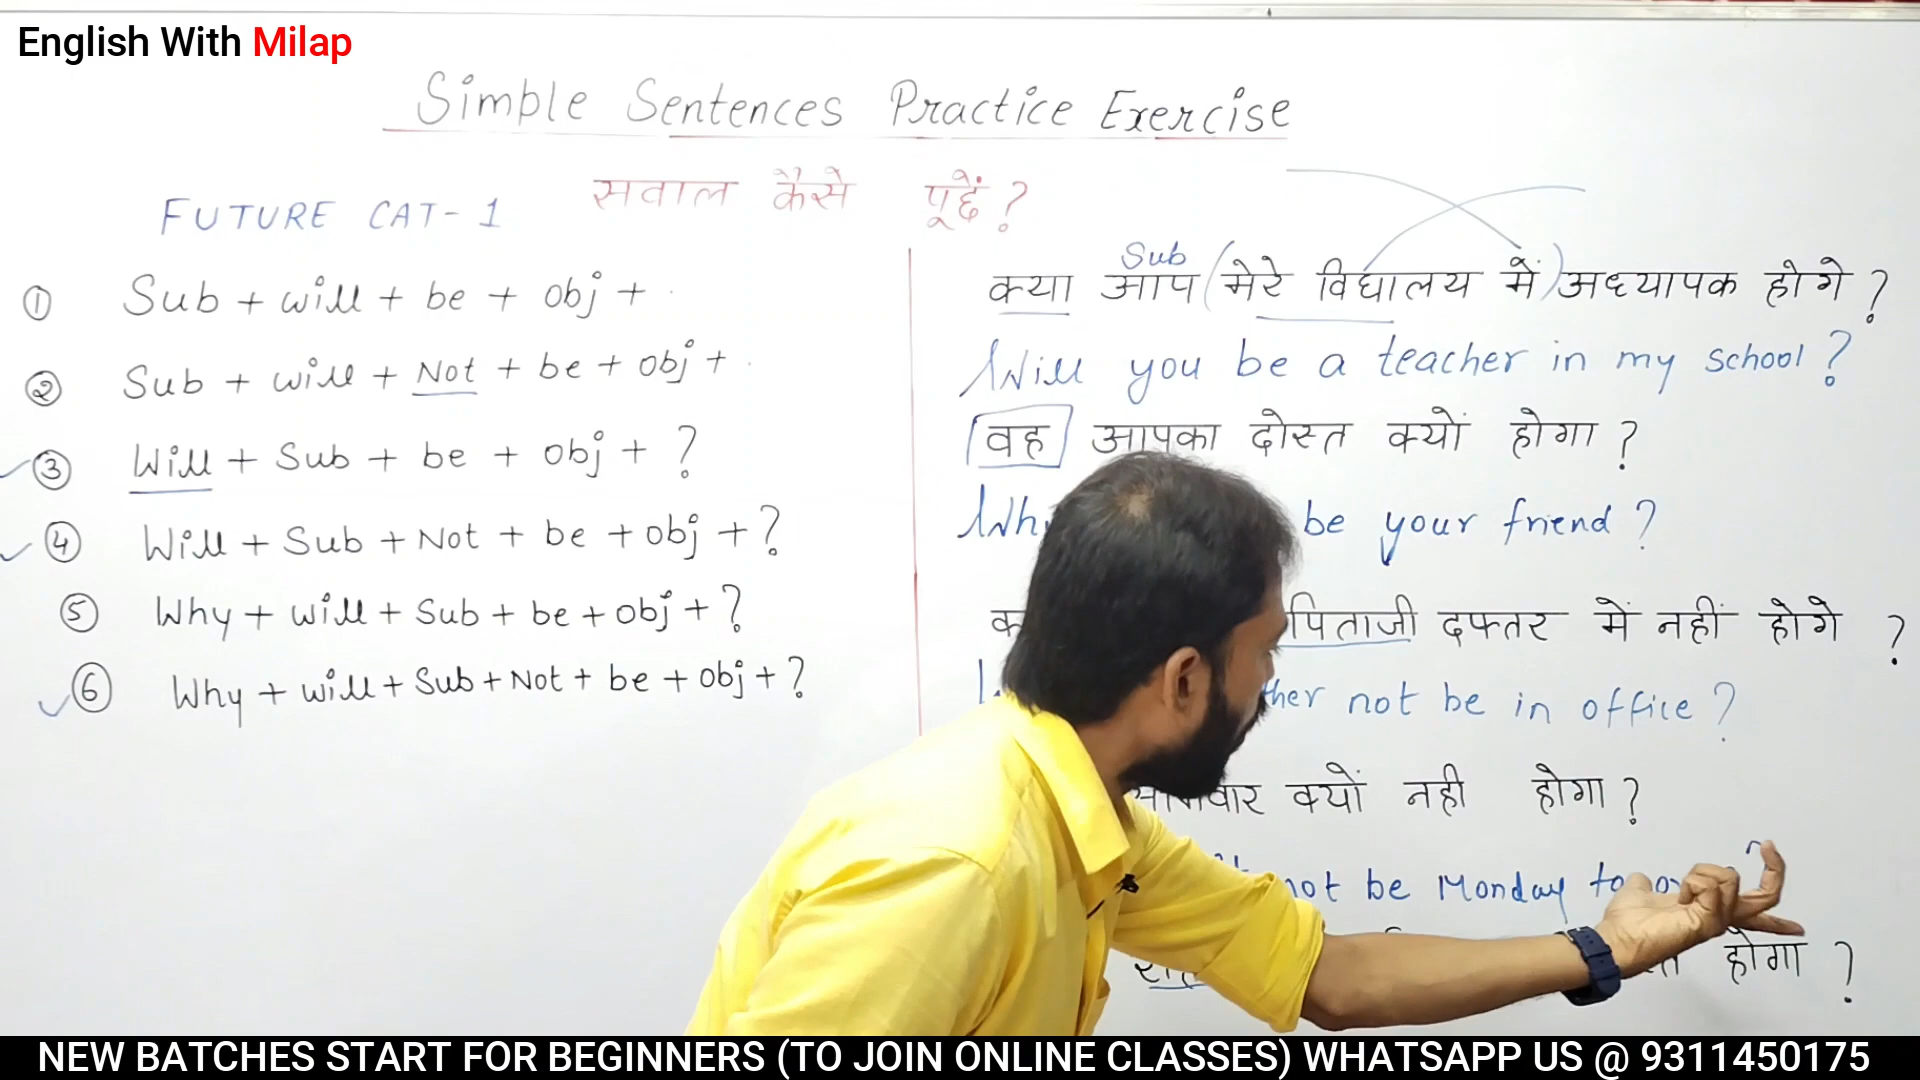 English With Milap
Simble Sentences Practice Exercise
सवाल कैसे पूछें ?
FUTURE CAT-1
① Sub + will + be + obj +
② Sub + will + Not + be + obj +
③ Will + Sub + be + obj + ?
④ Will + Sub + Not + be + obj + ?
⑤ Why + will + Sub + be + obj + ?
⑥ Why + will + Sub + Not + be + obj + ?
Sub
क्या आप (मेरे विद्यालय में) अध्यापक होगे ?
Will you be a teacher in my school ?
वह आपका दोस्त क्यों होगा ?
be your friend ?
पिताजी दफ्तर में नहीं होगे ?
not be in office ?
क्यों नही होगा ?
not be Monday
होगा ?
NEW BATCHES START FOR BEGINNERS (TO JOIN ONLINE CLASSES) WHATSAPP US @ 9311450175